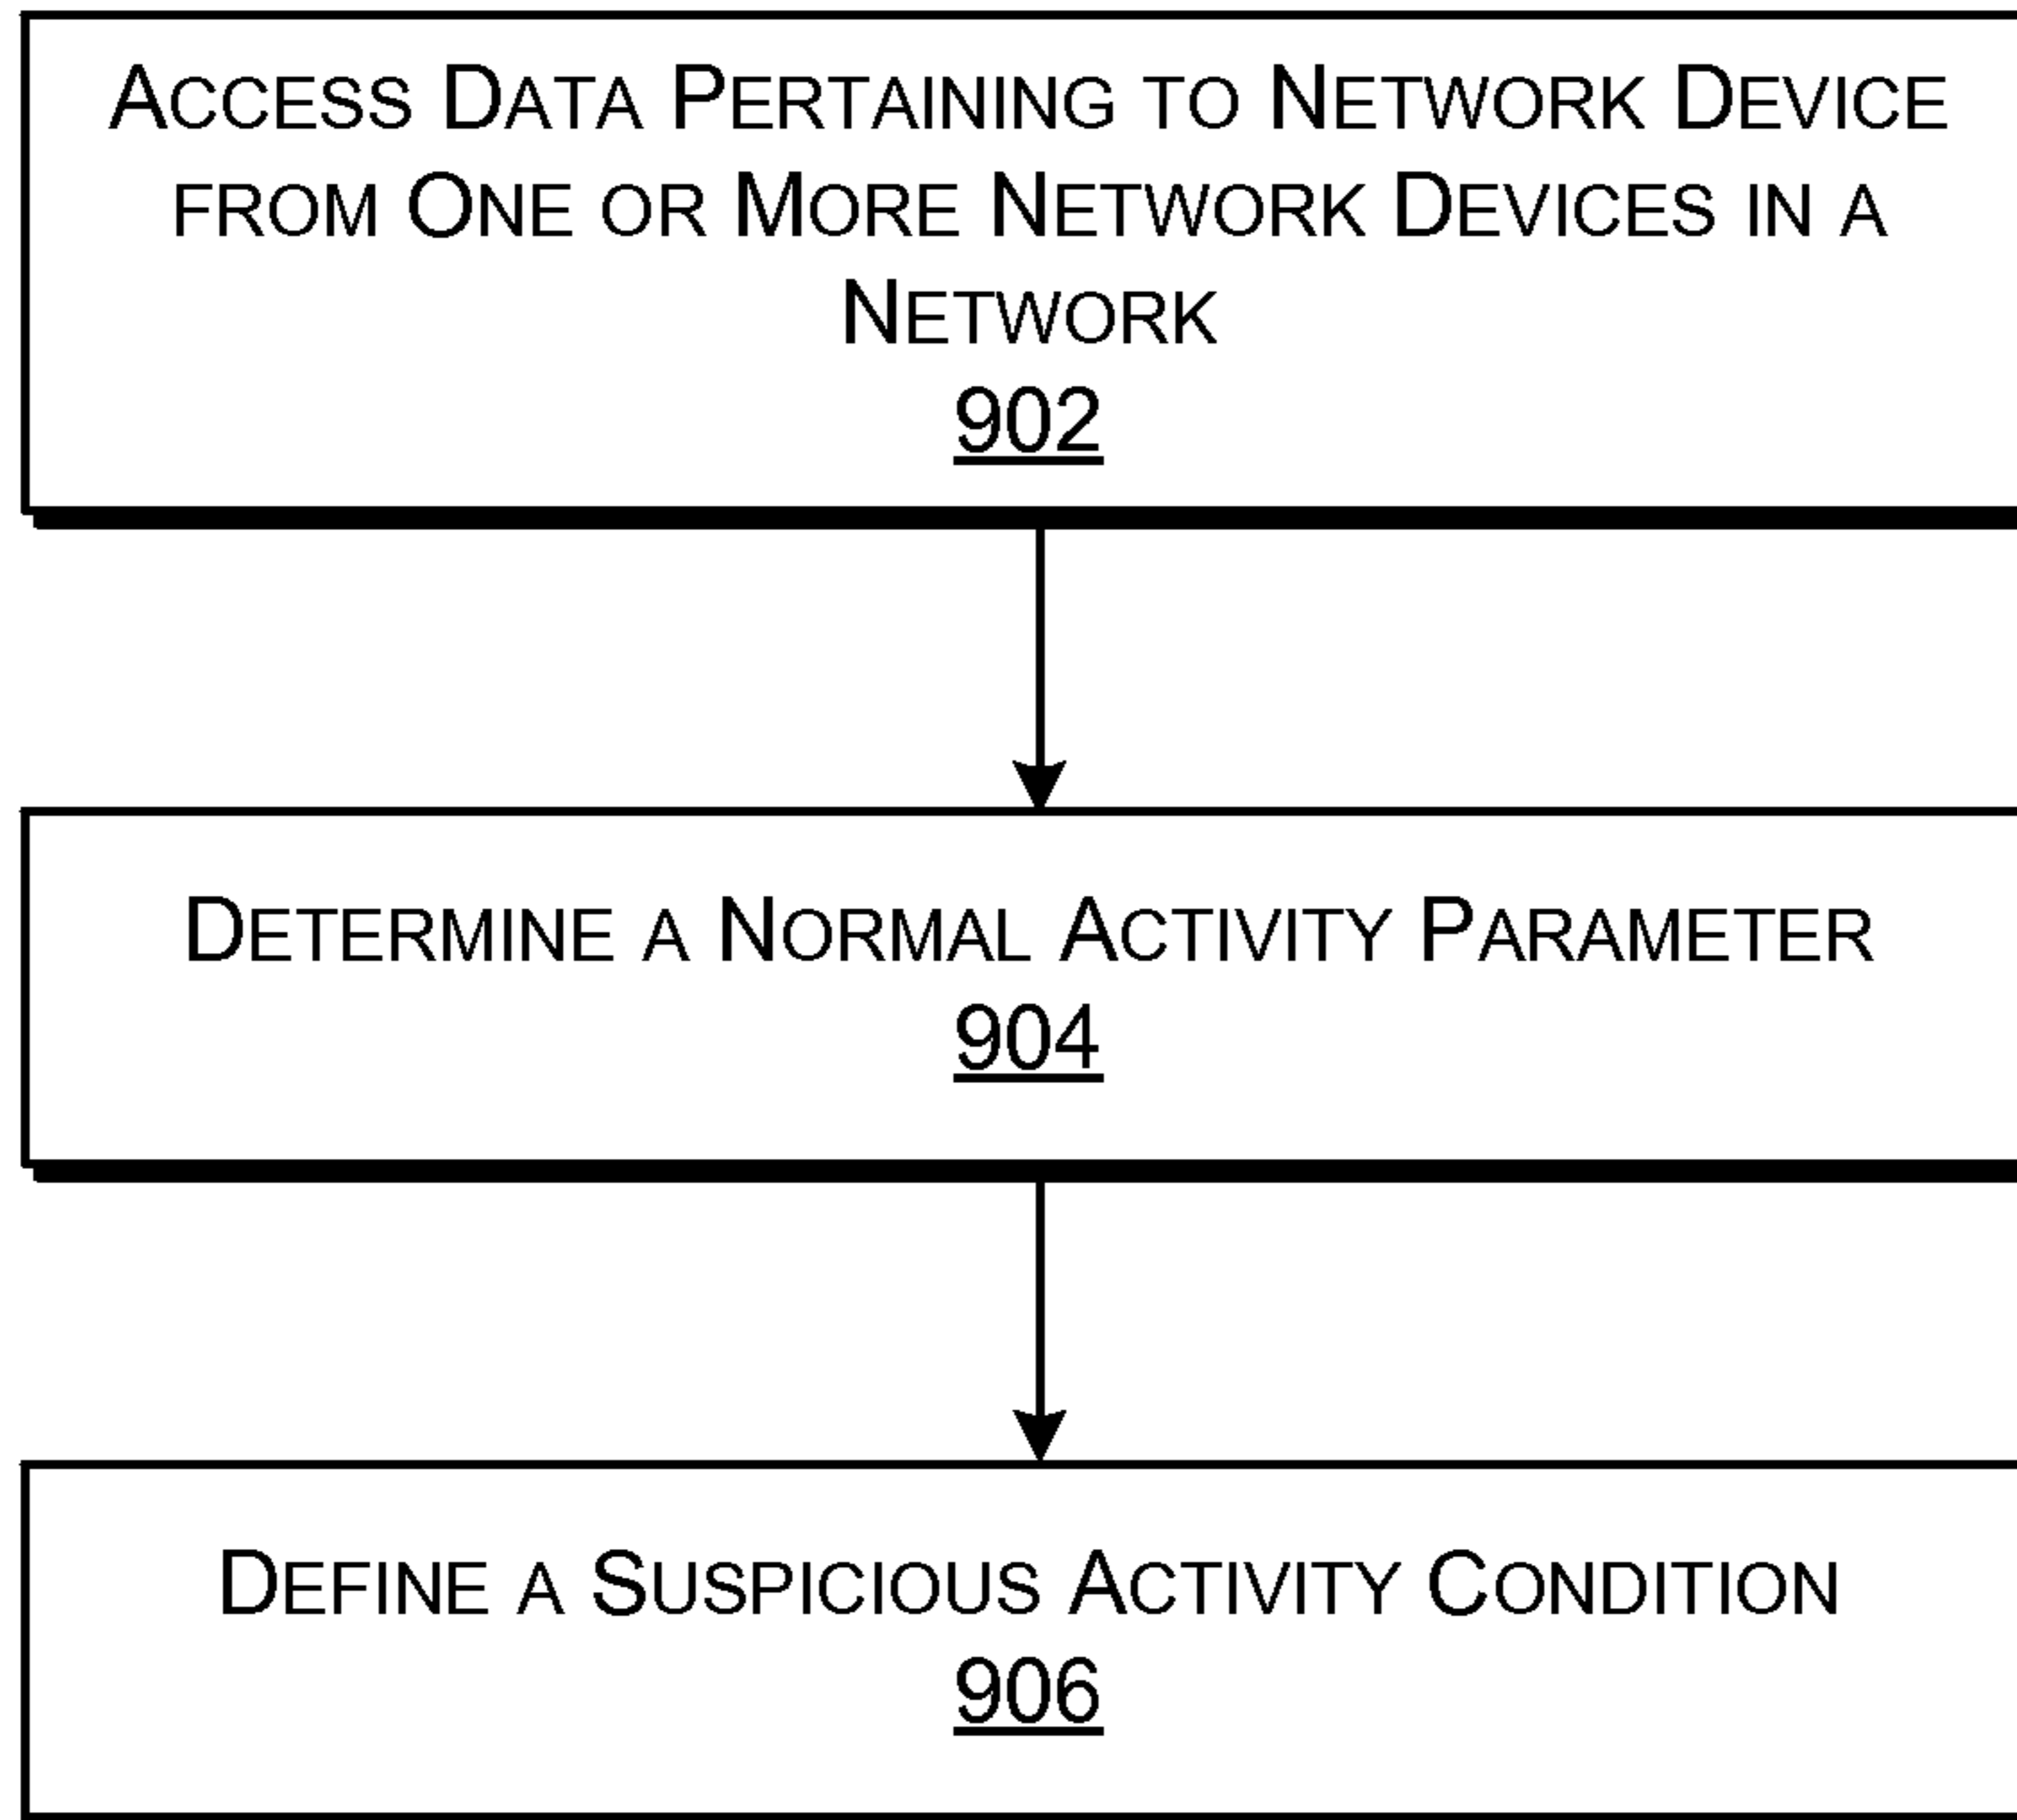 ACCESS DATA PERTAINING TO NETWORK DEVICE
FROM ONE OR MORE NETWORK DEVICES IN A
NETWORK
902
DETERMINE A NORMAL ACTIVITY PARAMETER
904
DEFINE A SUSPICIOUS ACTIVITY CONDITION
906